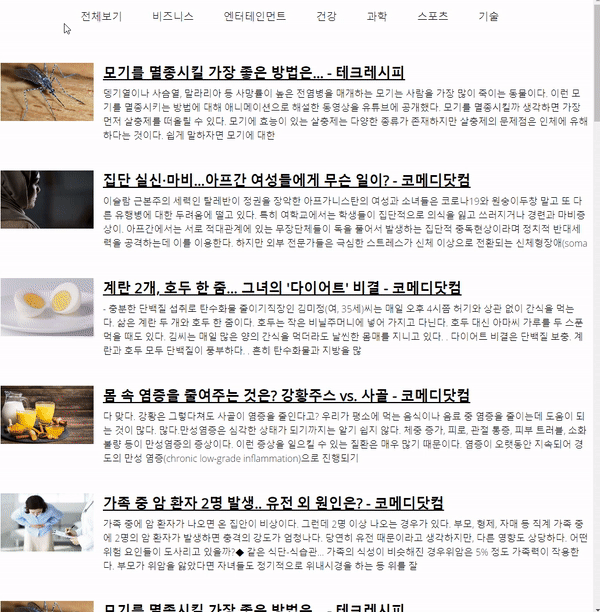 전체보기 비즈니스 엔터테인먼트 건강 과학 스포츠 기술
모기를 멸종시킬 가장 좋은 방법은... - 테크레시피
뎅기열이나 사슴열, 말라리아 등 사망률이 높은 전염병을 매개하는 모기는 사람을 가장 많이 죽이는 동물이다. 이런 모
기를 멸종시키는 방법에 대해 애니메이션으로 해설한 동영상을 유튜브에 공개했다. 모기를 멸종시킬까 생각하면 가장
먼저 살충제를 떠올릴 수 있다. 모기에 효능이 있는 살충제는 다양한 종류가 존재하지만 살충제의 문제점은 인체에 유해
하다는 것이다. 쉽게 말하자면 모기에 대한
집단 실신·마비...아프간 여성들에게 무슨 일이? - 코메디닷컴
이슬람 근본주의 세력인 탈레반이 정권을 장악한 아프가니스탄의 여성과 소녀들은 코로나19와 원숭이두창 말고 또 다
른 유행병에 대한 두려움에 떨고 있다. 특히 여학교에서는 학생들이 집단적으로 의식을 잃고 쓰러지거나 경련과 마비증
상이. 아프간에서는 서로 적대관계에 있는 무장단체들이 독을 풀어서 발생하는 집단적 중독현상이라며 정치적 반대세
력을 공격하는데 이를 이용한다. 하지만 외부 전문가들은 극심한 스트레스가 신체 이상으로 전환되는 신체형장애(soma
계란 2개, 호두 한 줌... 그녀의 '다이어트' 비결 - 코메디닷컴
- 충분한 단백질 섭취로 탄수화물 줄이기직장인 김미정(여, 35세)씨는 매일 오후 4시쯤 허기와 상관 없이 간식을 먹는
다. 삶은 계란 두 개와 호두 한 줌이다. 호두는 작은 비닐주머니에 넣어 가지고 다닌다. 호두 대신 아마씨 가루를 두 스푼
먹을 때도 있다. 김씨는 매일 많은 양의 간식을 먹더라도 날씬한 몸매를 지니고 있다. . 다이어트 비결은 단백질 보충. 계
란과 호두 모두 단백질이 풍부하다. . 흔히 탄수화물과 지방을 많
몸 속 염증을 줄여주는 것은? 강황주스 vs. 사골 - 코메디닷컴
다 맞다. 강황은 그렇다쳐도 사골이 염증을 줄인다고? 우리가 평소에 먹는 음식이나 음료 중 염증을 줄이는데 도움이 되
는 것이 많다. 많다.만성염증은 심각한 상태가 되기까지는 알기 쉽지 않다. 체중 증가, 피로, 관절 통증, 피부 트러블, 소화
불량 등이 만성염증의 증상이다. 이런 증상을 일으킬 수 있는 질환은 매우 많기 때문이다. 염증이 오랫동안 지속되어 경
도의 만성 염증(chronic low-grade inflammation)으로 진행되기
가족 중 암 환자 2명 발생.. 유전 외 원인은? - 코메디닷컴
가족 중에 암 환자가 나오면 온 집안이 비상이다. 그런데 2명 이상 나오는 경우가 있다. 부모, 형제, 자매 등 직계 가족 중
에 2명의 암 환자가 발생하면 충격의 강도가 엄청나다. 당연히 유전 때문이라고 생각하지만, 다른 영향도 상당하다. 어떤
위험 요인들이 도사리고 있을까?◆ 같은 식단·식습관... 가족의 식성이 비슷해진 경우위암은 5% 정도 가족력이 작용한
다. 부모가 위암을 앓았다면 자녀들도 정기적으로 위내시경을 하는 등 위를 잘
모기를 멸종시킬 가장 좋은 방법은... - 테크레시피